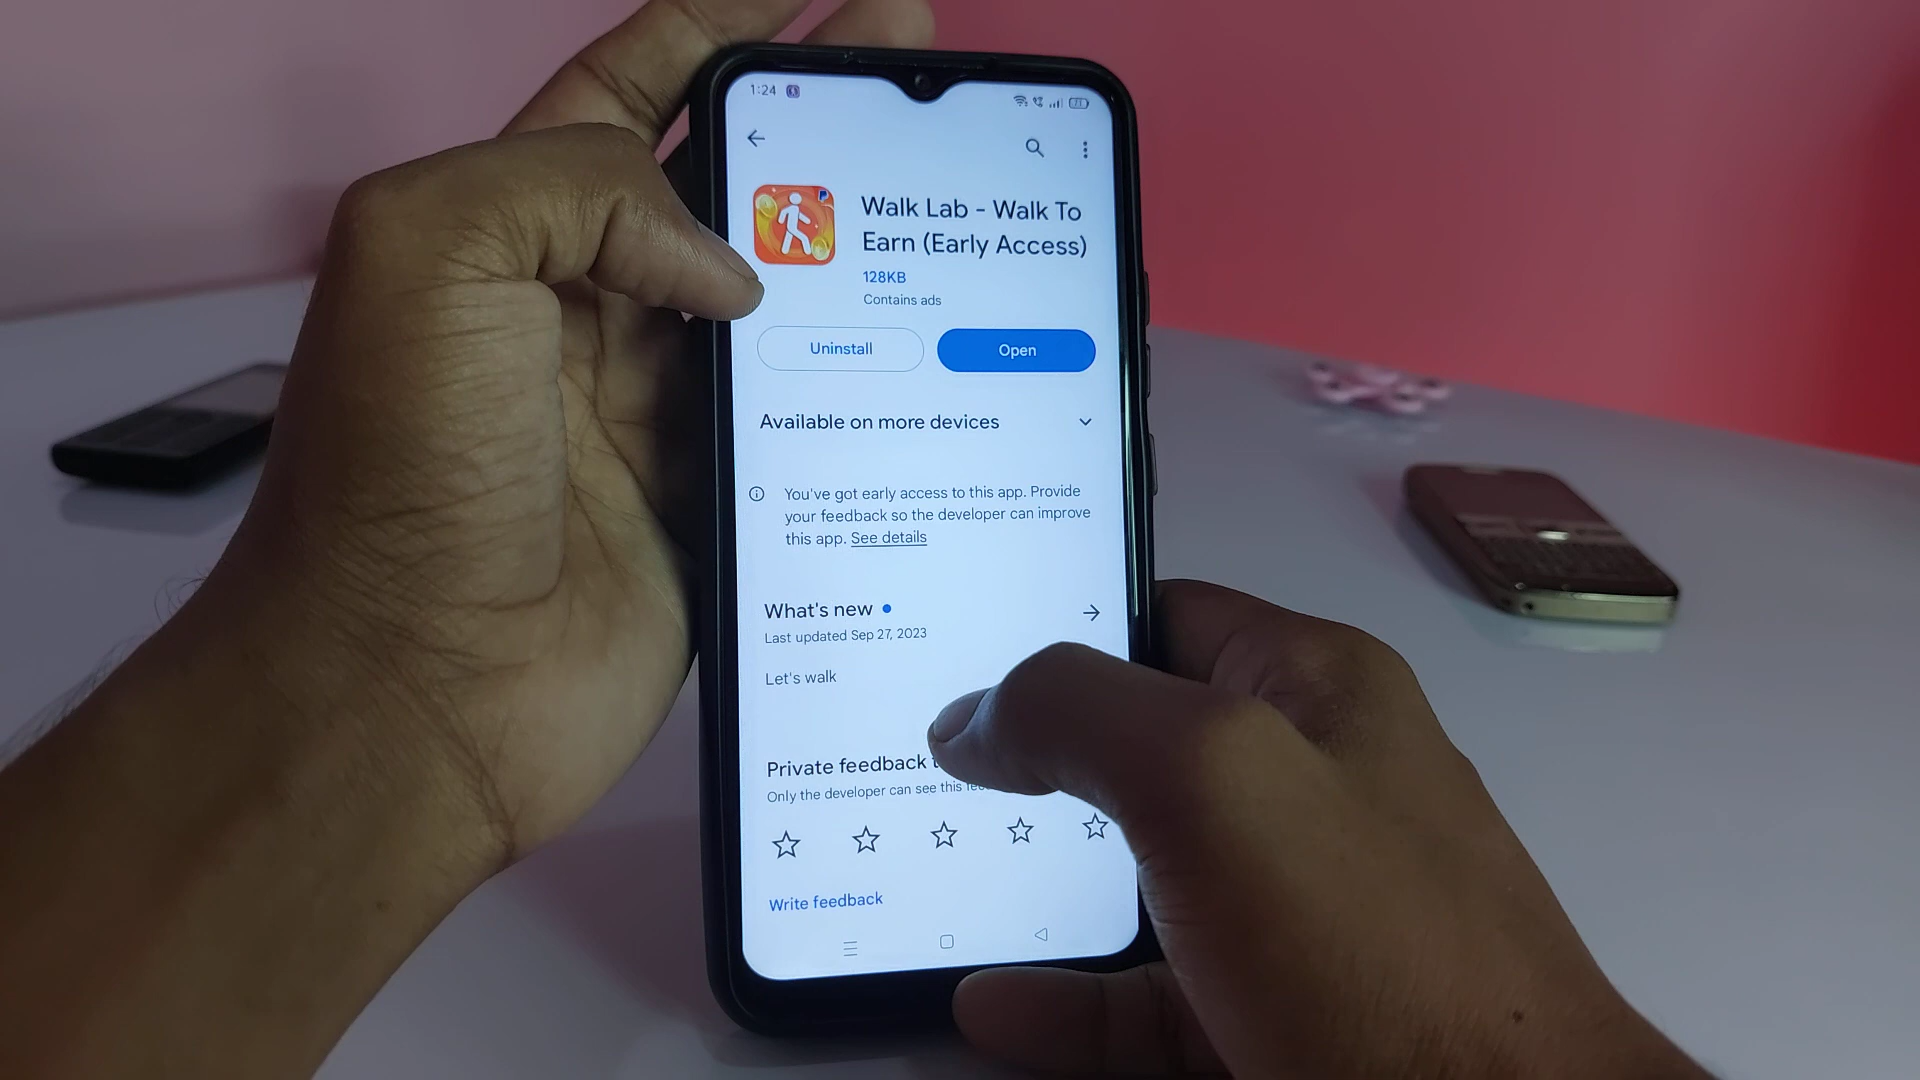 1:24
Walk Lab - Walk To
Earn (Early Access)
128KB
Contains ads
Uninstall
Open
Available on more devices
You've got early access to this app. Provide
your feedback so the developer can improve
this app. See details
What's new
Last updated Sep 27, 2023
Let's walk
Private feedback
Only the developer can see this
Write feedback